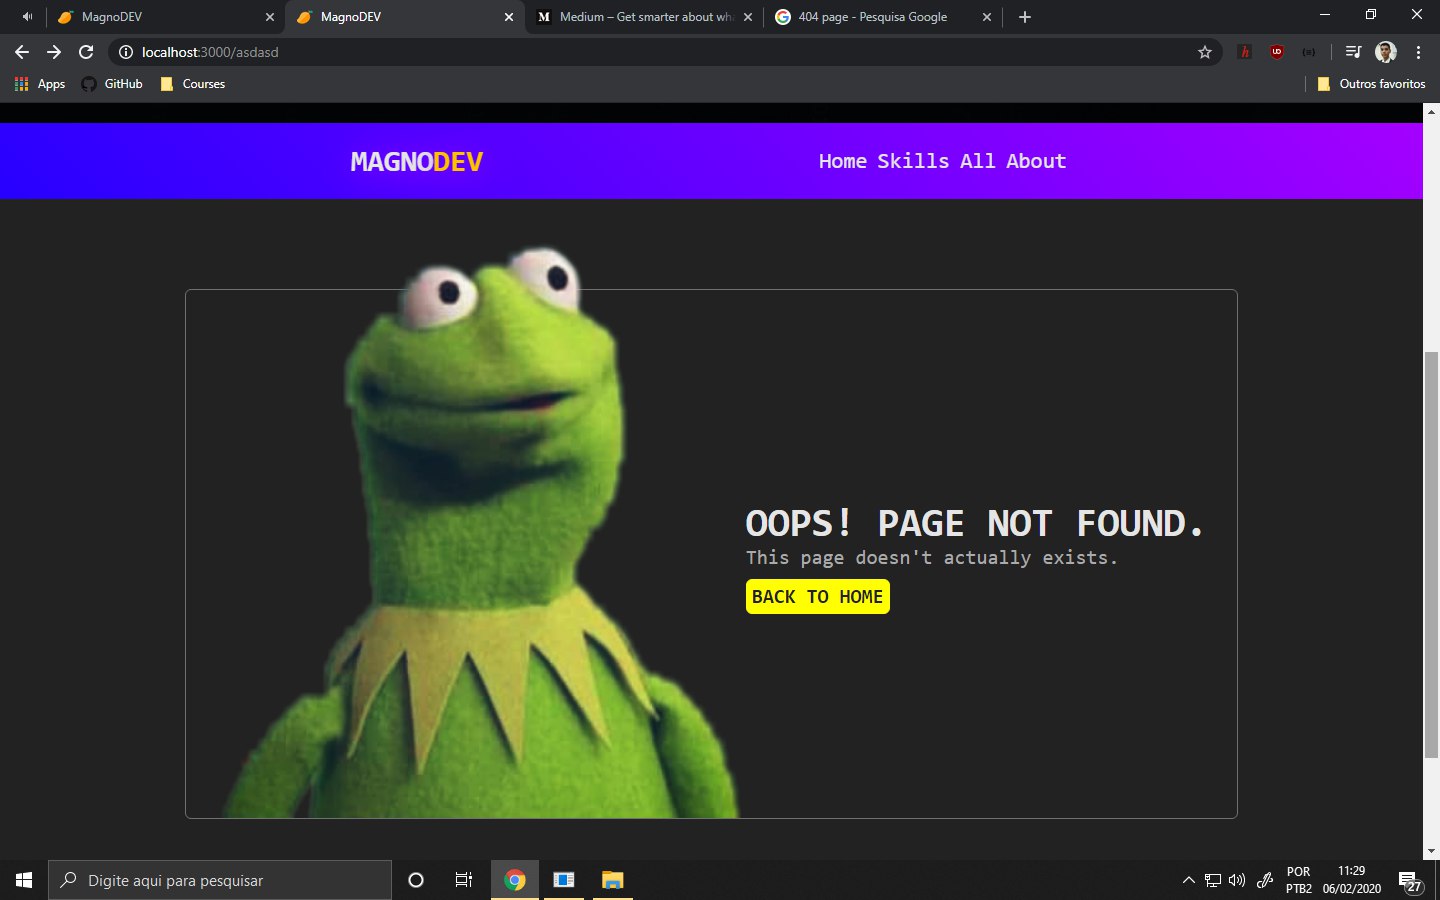 MagnoDEV
MagnoDEV
Medium – Get smarter about wh
404 page - Pesquisa Google
localhost:3000/asdasd
Apps
GitHub
Courses
Outros favoritos
MAGNODEV
Home Skills All About
OOPS! PAGE NOT FOUND.
This page doesn't actually exists.
BACK TO HOME
Digite aqui para pesquisar
POR
PTB2
11:29
06/02/2020
27